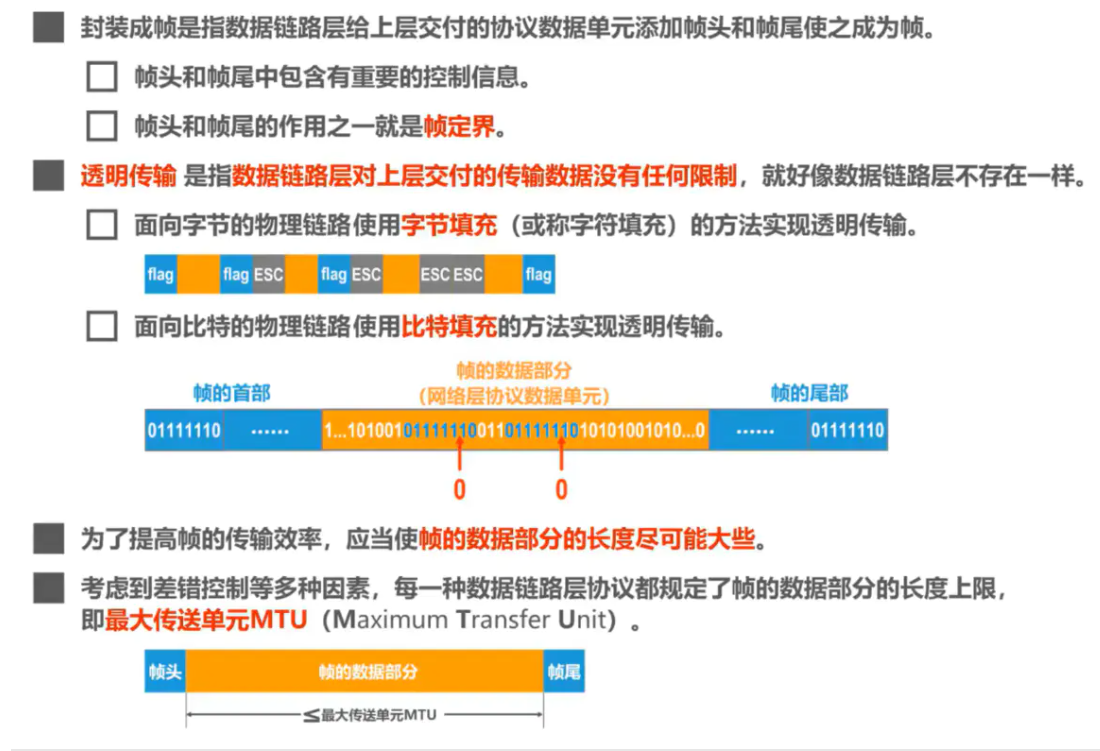 封装成帧是指数据链路层给上层交付的协议数据单元添加帧头和帧尾使之成为帧。
帧头和帧尾中包含有重要的控制信息。
帧头和帧尾的作用之一就是帧定界。
透明传输 是指数据链路层对上层交付的传输数据没有任何限制，就好像数据链路层不存在一样。
面向字节的物理链路使用字节填充（或称字符填充）的方法实现透明传输。
flag flag ESC flag ESC ESC ESC flag
面向比特的物理链路使用比特填充的方法实现透明传输。
帧的数据部分
帧的首部 （网络层协议数据单元） 帧的尾部
01111110 …… 1...10100101111111001101111111010101001010...0 …… 01111110
0 0
为了提高帧的传输效率，应当使帧的数据部分的长度尽可能大些。
考虑到差错控制等多种因素，每一种数据链路层协议都规定了帧的数据部分的长度上限，
即最大传送单元MTU（Maximum Transfer Unit）。
帧头 帧的数据部分 帧尾
≤最大传送单元MTU